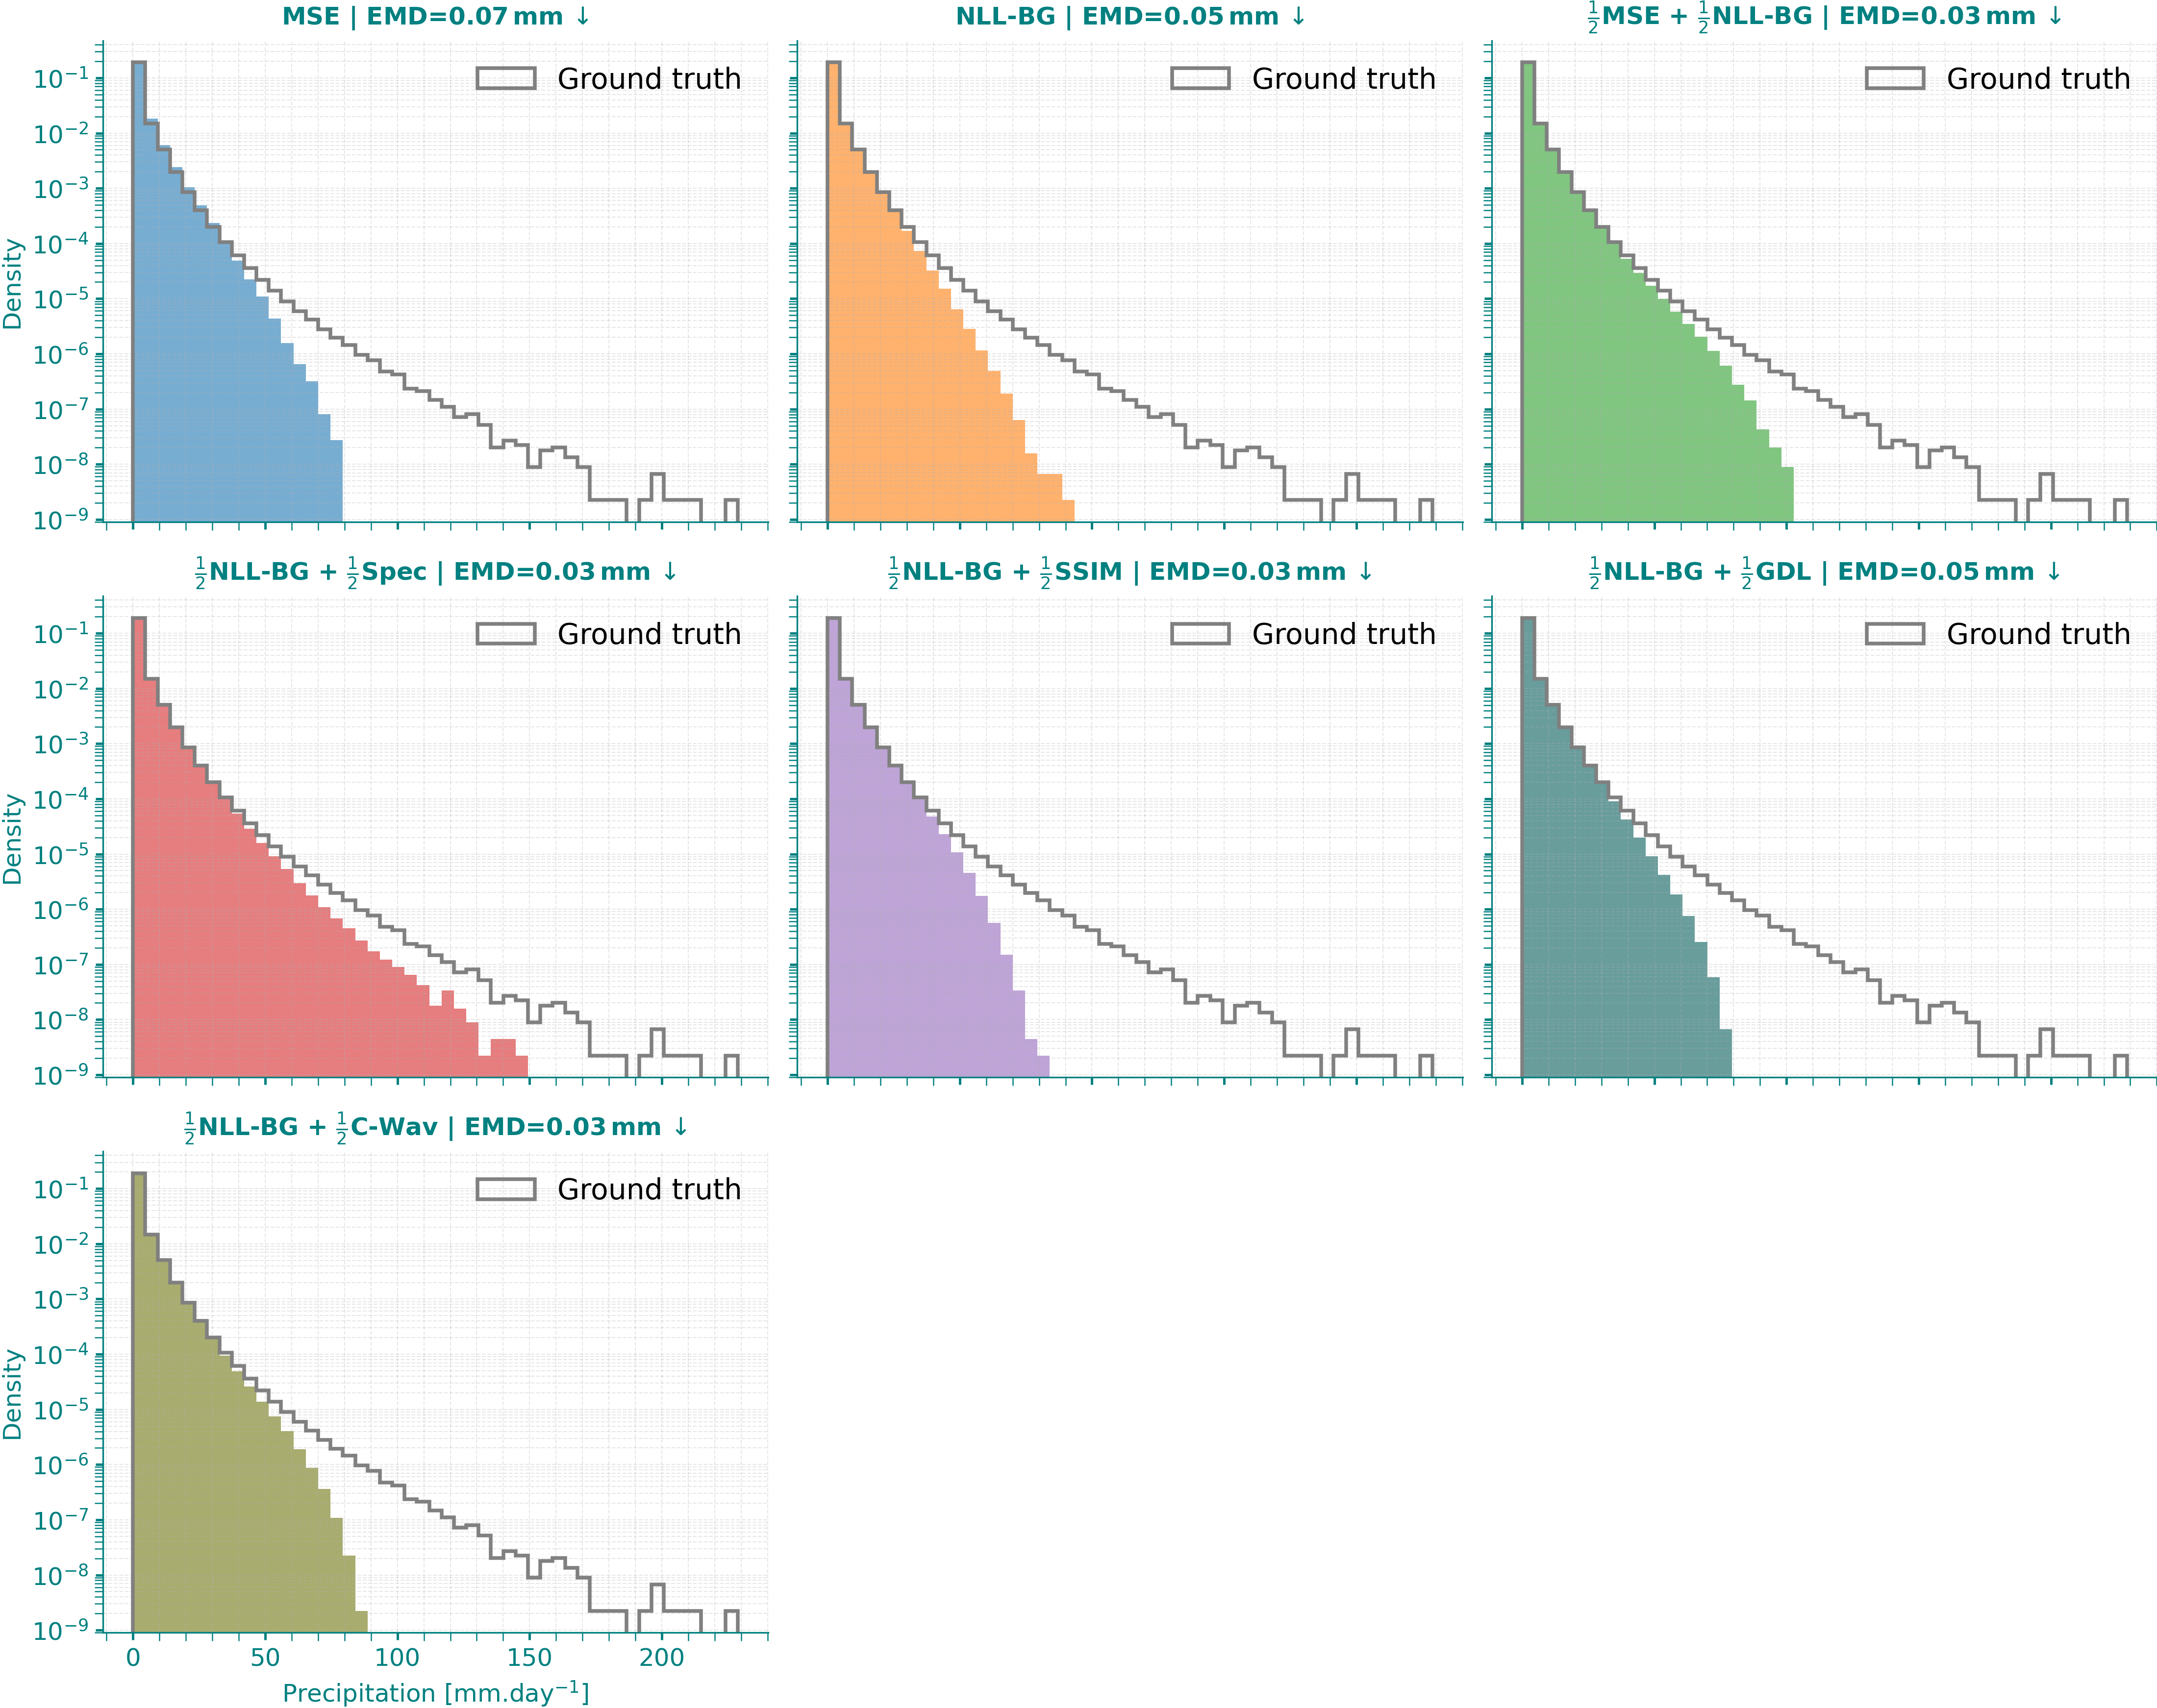 MSE | EMD=0.07 mm ↓
NLL-BG | EMD=0.05 mm ↓
½MSE + ½NLL-BG | EMD=0.03 mm ↓
Density
10⁻¹
10⁻²
10⁻³
10⁻⁴
10⁻⁵
10⁻⁶
10⁻⁷
10⁻⁸
10⁻⁹
Ground truth
Ground truth
Ground truth
½NLL-BG + ½Spec | EMD=0.03 mm ↓
½NLL-BG + ½SSIM | EMD=0.03 mm ↓
½NLL-BG + ½GDL | EMD=0.05 mm ↓
Density
10⁻¹
10⁻²
10⁻³
10⁻⁴
10⁻⁵
10⁻⁶
10⁻⁷
10⁻⁸
10⁻⁹
Ground truth
Ground truth
Ground truth
½NLL-BG + ½C-Wav | EMD=0.03 mm ↓
Density
10⁻¹
10⁻²
10⁻³
10⁻⁴
10⁻⁵
10⁻⁶
10⁻⁷
10⁻⁸
10⁻⁹
Ground truth
0 50 100 150 200
Precipitation [mm.day⁻¹]